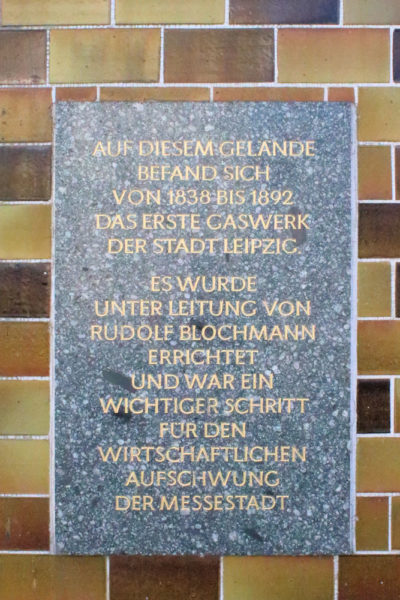 AUF DIESEM GELÄNDE
BEFAND SICH
VON 1838 BIS 1892
DAS ERSTE GASWERK
DER STADT LEIPZIG.
ES WURDE
UNTER LEITUNG VON
RUDOLF BLOCHMANN
ERRICHTET
UND WAR EIN
WICHTIGER SCHRITT
FÜR DEN
WIRTSCHAFTLICHEN
AUFSCHWUNG
DER MESSESTADT.